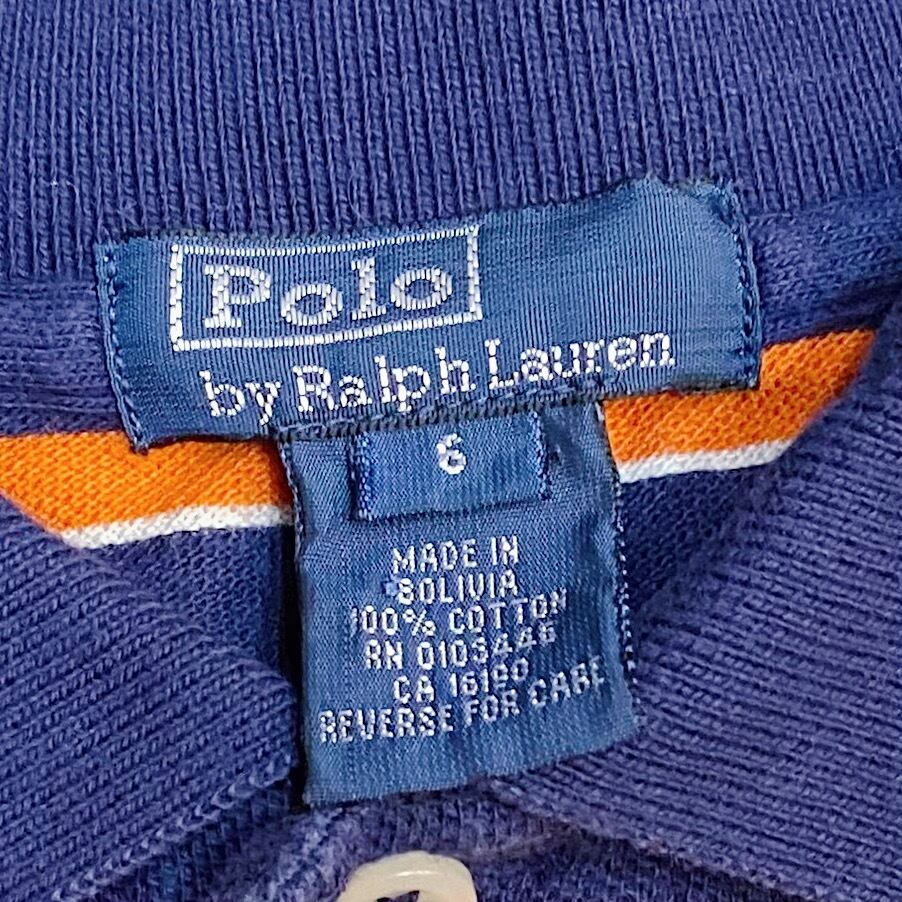 Polo
by Ralph Lauren
6
MADE IN
BOLIVIA
100% COTTON
RN 0103446
CA 16190
REVERSE FOR CARE